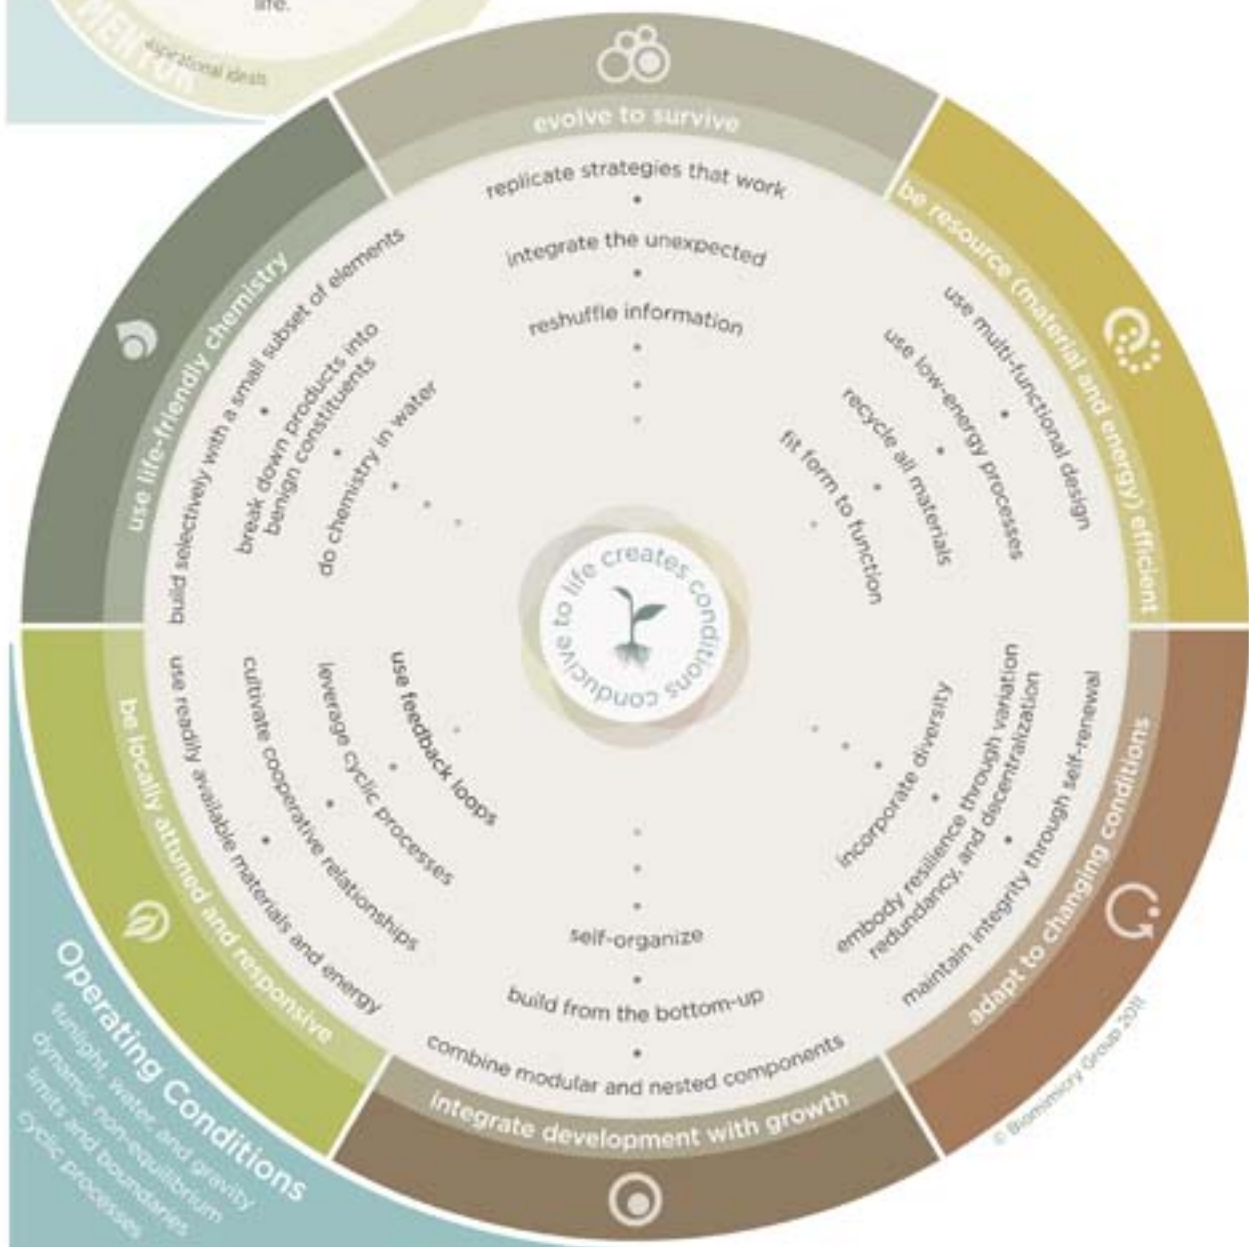 life.
MENTOR
aspirational ideals
evolve to survive
replicate strategies that work
integrate the unexpected
reshuffle information
be resource (material and energy) efficient
use multi-functional design
use low-energy processes
recycle all materials
fit form to function
adapt to changing conditions
maintain integrity through self-renewal
embody resilience through variation
redundancy, and decentralization
incorporate diversity
integrate development with growth
combine modular and nested components
build from the bottom-up
self-organize
be locally attuned and responsive
use readily available materials and energy
cultivate cooperative relationships
leverage cyclic processes
use feedback loops
use life-friendly chemistry
build selectively with a small subset of elements
break down products into
benign constituents
do chemistry in water
life creates conditions conducive to
Operating Conditions
sunlight, water, and gravity
dynamic non-equilibrium
limits and boundaries
cyclic processes
© Biomimicry Group 2011